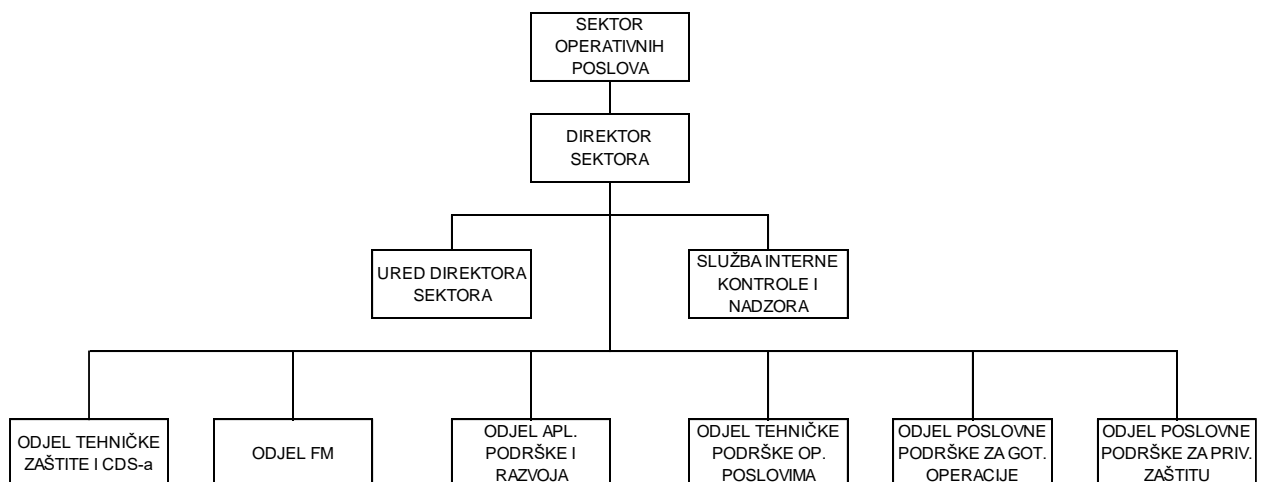 SEKTOR
OPERATIVNIH
POSLOVA
DIREKTOR
SEKTORA
URED DIREKTORA
SEKTORA
SLUŽBA INTERNE
KONTROLE I
NADZORA
ODJEL TEHNIČKE
ZAŠTITE I CDS-a
ODJEL FM
ODJEL APL.
PODRŠKE I
RAZVOJA
ODJEL TEHNIČKE
PODRŠKE OP.
POSLOVIMA
ODJEL POSLOVNE
PODRŠKE ZA GOT.
OPERACIJE
ODJEL POSLOVNE
PODRŠKE ZA PRIV.
ZAŠTITU